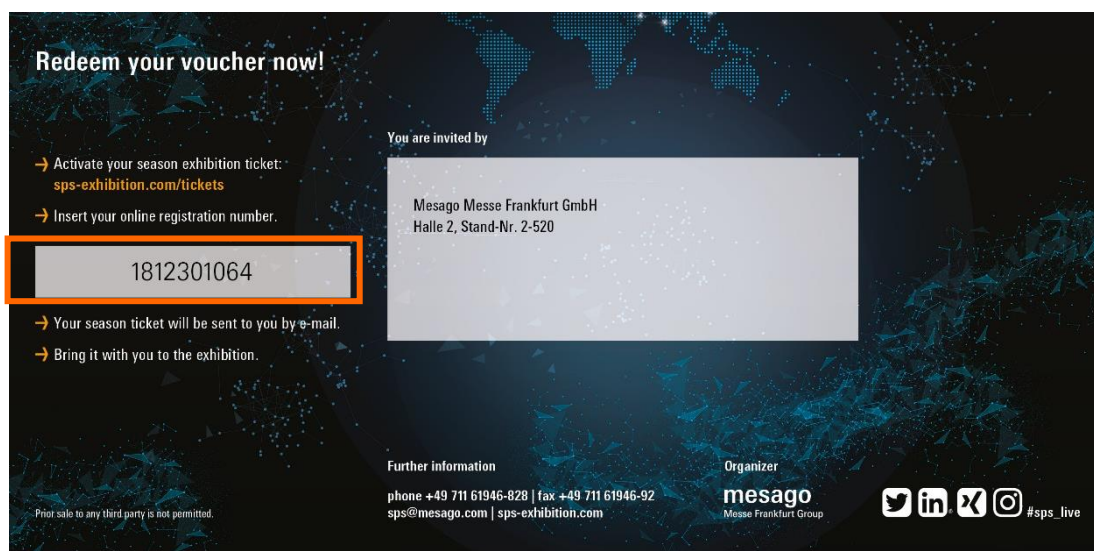 Redeem your voucher now!
→ Activate your season exhibition ticket:
sps-exhibition.com/tickets
→ Insert your online registration number.
1812301064
→ Your season ticket will be sent to you by e-mail.
→ Bring it with you to the exhibition.
Prior sale to any third party is not permitted.
You are invited by
Mesago Messe Frankfurt GmbH
Halle 2, Stand-Nr. 2-520
Further information
phone +49 711 61946-828 | fax +49 711 61946-92
sps@mesago.com | sps-exhibition.com
Organizer
mesago
Messe Frankfurt Group
in
#sps_live